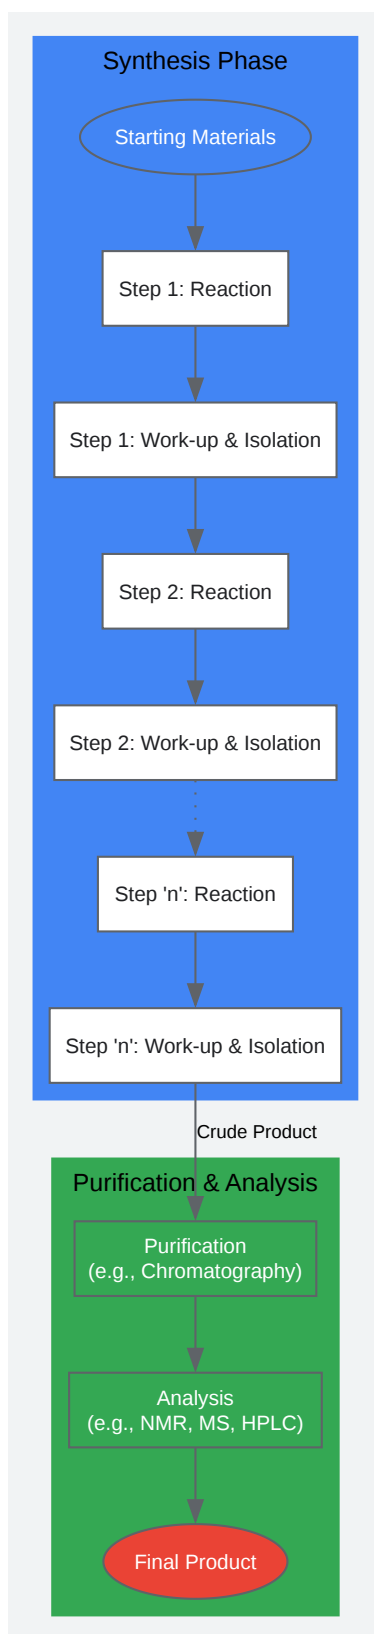 Synthesis Phase
Starting Materials
Step 1: Reaction
Step 1: Work-up & Isolation
Step 2: Reaction
Step 2: Work-up & Isolation
Step 'n': Reaction
Step 'n': Work-up & Isolation
Crude Product
Purification & Analysis
Purification
(e.g., Chromatography)
Analysis
(e.g., NMR, MS, HPLC)
Final Product